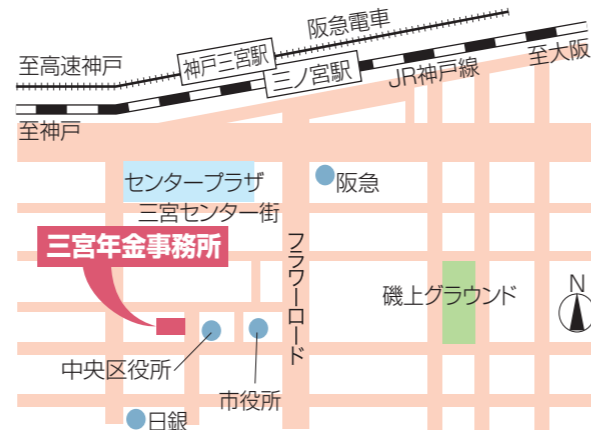 阪急電車
至高速神戸
神戸三宮駅
三ノ宮駅
JR神戸線
至大阪
至神戸
センタープラザ
阪急
三宮センター街
三宮年金事務所
フラワーロード
磯上グラウンド
N
中央区役所
市役所
日銀